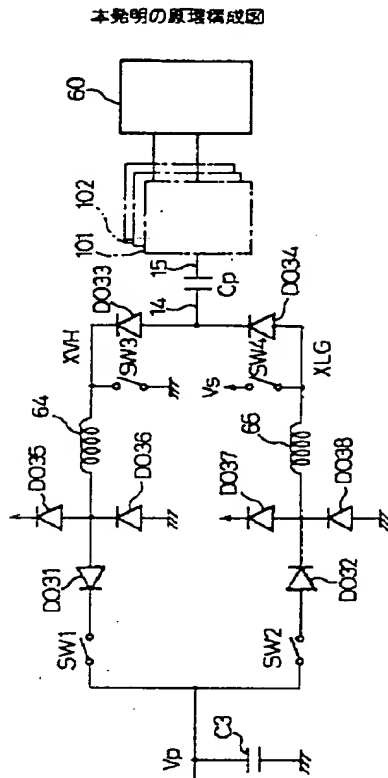 本発明の原理構成図
60
102
101
15
Cp
14
DO33
DO34
XVH
SW3
Vs
SW4
XLG
64
66
DO35
DO36
DO37
DO38
DO31
DO32
SW1
SW2
Vp
C3